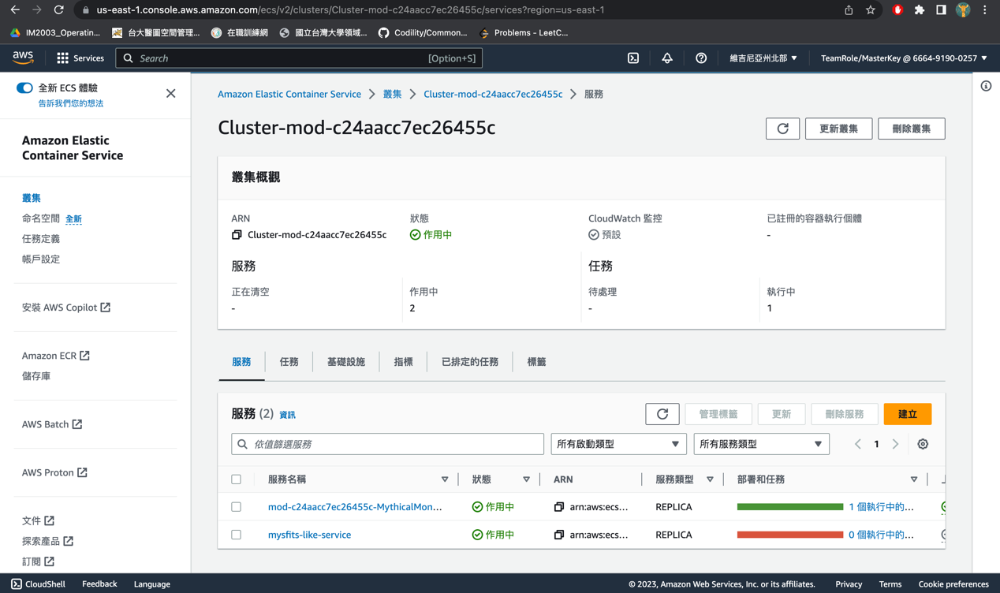 us-east-1.console.aws.amazon.com/ecs/v2/clusters/Cluster-mod-c24aacc7ec26455c/services?region=us-east-1
IM2003_Operatin... 台大醫圖空間管理... 在職訓練網 國立台灣大學領域... Codility/Common... Problems - LeetC...
aws Services Search [Option+S] 維吉尼亞州北部 TeamRole/MasterKey @ 6664-9190-0257
全新 ECS 體驗
告訴我們您的想法
Amazon Elastic
Container Service
叢集
命名空間 全新
任務定義
帳戶設定
安裝 AWS Copilot
Amazon ECR
儲存庫
AWS Batch
AWS Proton
文件
探索產品
訂閱
Amazon Elastic Container Service 叢集 Cluster-mod-c24aacc7ec26455c 服務
Cluster-mod-c24aacc7ec26455c 更新叢集 刪除叢集
叢集概觀
ARN 狀態 CloudWatch 監控 已註冊的容器執行個體
Cluster-mod-c24aacc7ec26455c 作用中 預設 -
服務 任務
正在清空 作用中 待處理 執行中
- 2 - 1
服務 任務 基礎設施 指標 已排定的任務 標籤
服務 (2) 資訊 管理標籤 更新 刪除服務 建立
依值篩選服務 所有啟動類型 所有服務類型 1
服務名稱 狀態 ARN 服務類型 部署和任務
mod-c24aacc7ec26455c-MythicalMon... 作用中 arn:aws:ecs... REPLICA 1 個執行中的...
mysfits-like-service 作用中 arn:aws:ecs... REPLICA 0 個執行中的...
CloudShell Feedback Language © 2023, Amazon Web Services, Inc. or its affiliates. Privacy Terms Cookie preferences